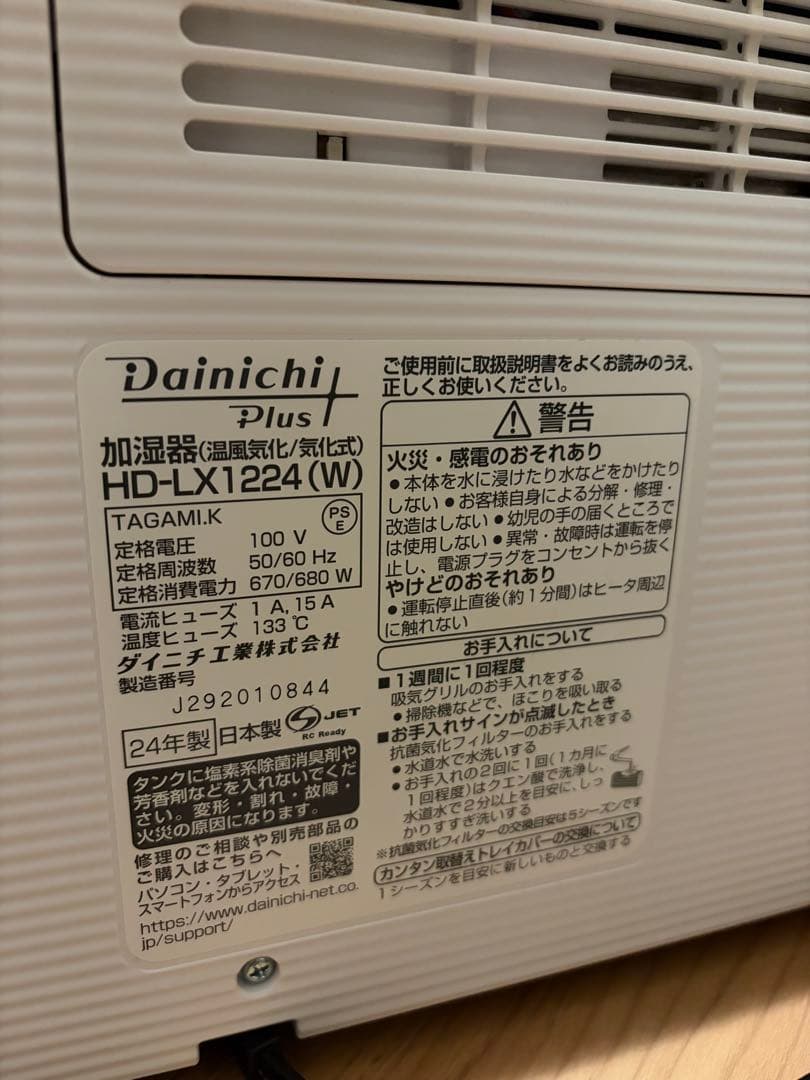 Dainichi
Plus
加湿器(温風気化/気化式)
HD-LX1224(W)
TAGAMI.K
PS
E
定格電圧 100 V
定格周波数 50/60 Hz
定格消費電力 670/680 W
電流ヒューズ 1 A,15 A
温度ヒューズ 133 ℃
ダイニチ工業株式会社
製造番号
J292010844
24年製 日本製 JET
RC Ready
タンクに塩素系除菌消臭剤や
芳香剤などを入れないでくだ
さい。変形・割れ・故障・
火災の原因になります。
修理のご相談や別売部品の
ご購入はこちらへ
パソコン・タブレット・
スマートフォンからアクセス
https://www.dainichi-net.co.
jp/support/
ご使用前に取扱説明書をよくお読みのうえ、
正しくお使いください。
警告
火災・感電のおそれあり
●本体を水に浸けたり水などをかけたり
しない ●お客様自身による分解・修理・
改造はしない ●幼児の手の届くところで
は使用しない ●異常・故障時は運転を停
止し、電源プラグをコンセントから抜く
やけどのおそれあり
●運転停止直後(約1分間)はヒータ周辺
に触れない
お手入れについて
■1週間に1回程度
吸気グリルのお手入れをする
●掃除機などで、ほこりを吸い取る
■お手入れサインが点滅したとき
抗菌気化フィルターのお手入れをする
●水道水で水洗いする
●お手入れの2回に1回(1カ月に
1回程度)はクエン酸で洗浄し、
水道水で2分以上を目安に、しっ
かりすすぎ洗いする
※抗菌気化フィルターの交換目安は5シーズンです
カンタン取替えトレイカバーの交換について
1シーズンを目安に新しいものと交換する